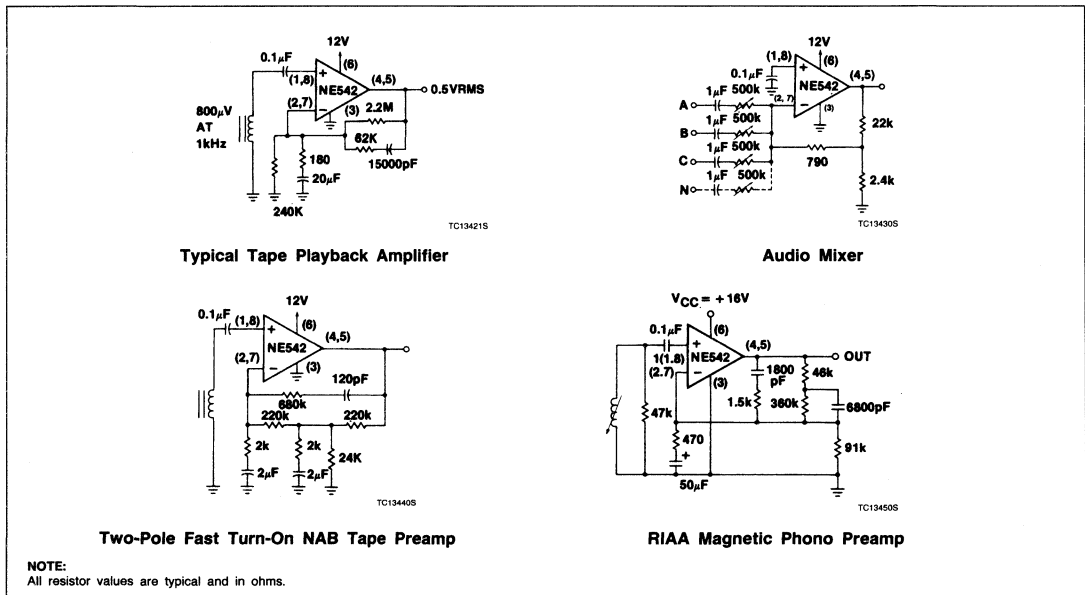 12V
0.1µF
(6)
(1,8)
+
(4,5)
NE542
0.5VRMS
(2,7)
−
(3)
2.2M
800µV
AT
1kHz
62K
15000pF
180
20µF
240K
TC13421S
Typical Tape Playback Amplifier
12V
(1,8)
(6)
+
(4,5)
0.1µF
NE542
1µF 500k
(2, 7)
−
(3)
A
22k
1µF 500k
B
1µF 500k
C
790
1µF 500k
N
2.4k
TC13430S
Audio Mixer
12V
0.1µF
(1,8)
(6)
+
(4,5)
NE542
(2,7)
−
(3)
120pF
680k
220k
220k
2k
2k
24K
2µF
2µF
TC13440S
Two-Pole Fast Turn-On NAB Tape Preamp
VCC = +16V
(6)
0.1µF
+
(4,5)
1(1.8)
NE542
OUT
(2.7)
−
(3)
1800
pF
46k
1.5k
360k
6800pF
47k
470
+
91k
50µF
TC13450S
RIAA Magnetic Phono Preamp
NOTE:
All resistor values are typical and in ohms.